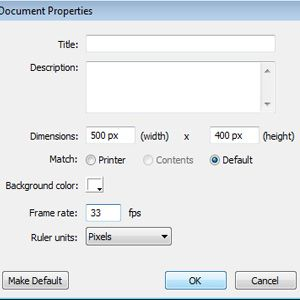 Document Properties
Title:
Description:
Dimensions: 500 px (width) x 400 px (height)
Match: Printer Contents Default
Background color:
Frame rate: 33 fps
Ruler units: Pixels
Make Default OK Cancel